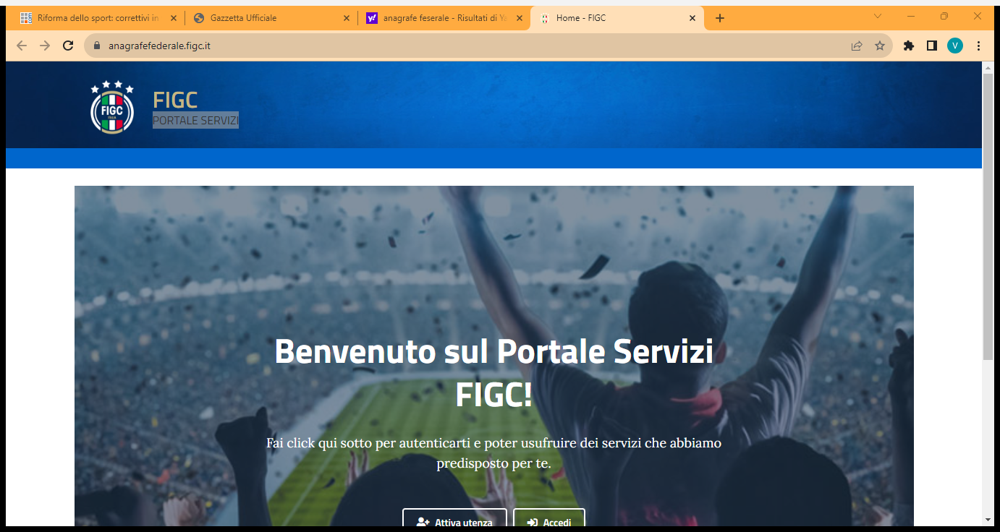 Riforma dello sport: correttivi in
Gazzetta Ufficiale
anagrafe feserale - Risultati di Ya
Home - FIGC
anagrafefederale.figc.it
V
FIGC
ITALIA
FIGC
PORTALE SERVIZI
Benvenuto sul Portale Servizi
FIGC!
Fai click qui sotto per autenticarti e poter usufruire dei servizi che abbiamo
predisposto per te.
Attiva utenza
Accedi